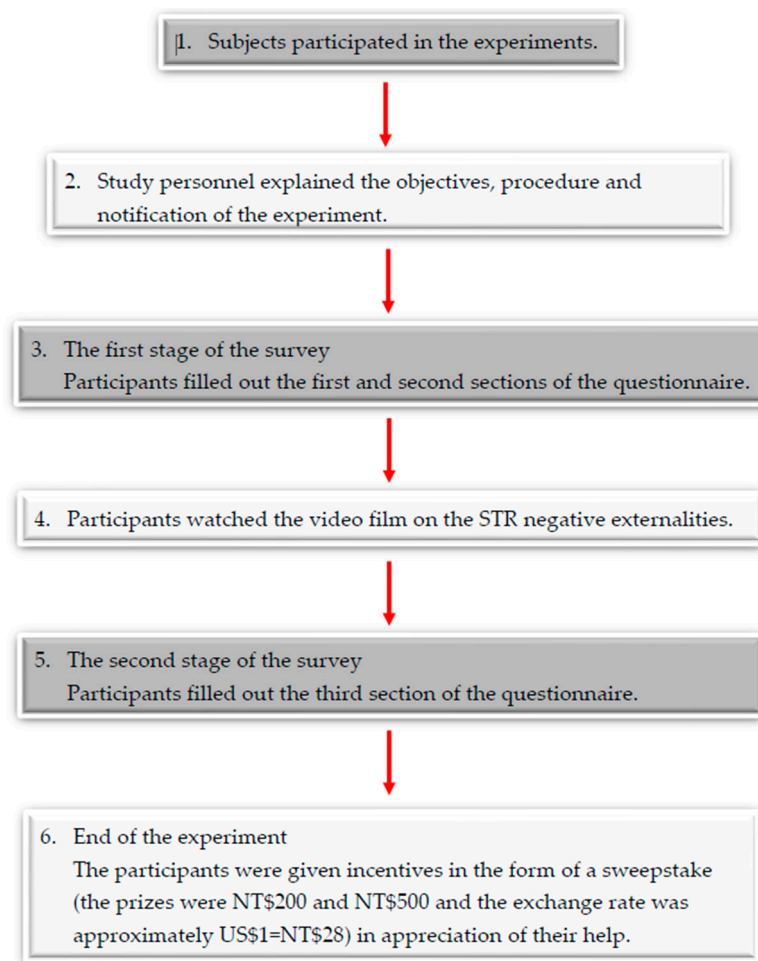 1. Subjects participated in the experiments.
2. Study personnel explained the objectives, procedure and
notification of the experiment.
3. The first stage of the survey
Participants filled out the first and second sections of the questionnaire.
4. Participants watched the video film on the STR negative externalities.
5. The second stage of the survey
Participants filled out the third section of the questionnaire.
6. End of the experiment
The participants were given incentives in the form of a sweepstake
(the prizes were NT$200 and NT$500 and the exchange rate was
approximately US$1=NT$28) in appreciation of their help.